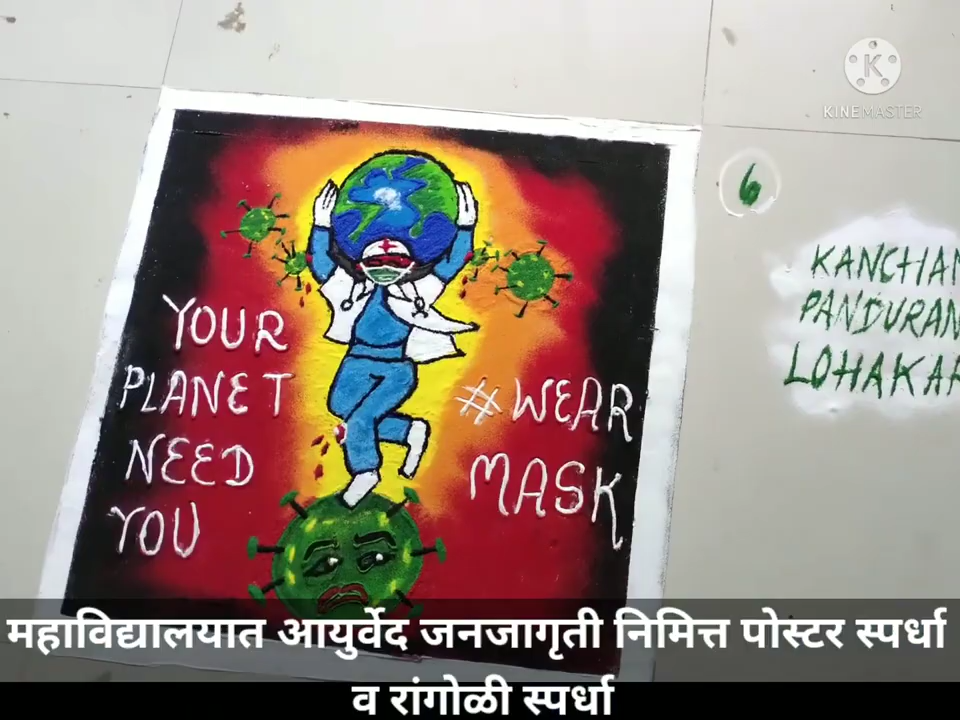 KINEMASTER
6
KANCHAN
PANDURAN
LOHAKAR
YOUR
PLANET
NEED
YOU
#WEAR
MASK
महाविद्यालयात आयुर्वेद जनजागृती निमित्त पोस्टर स्पर्धा
व रांगोळी स्पर्धा